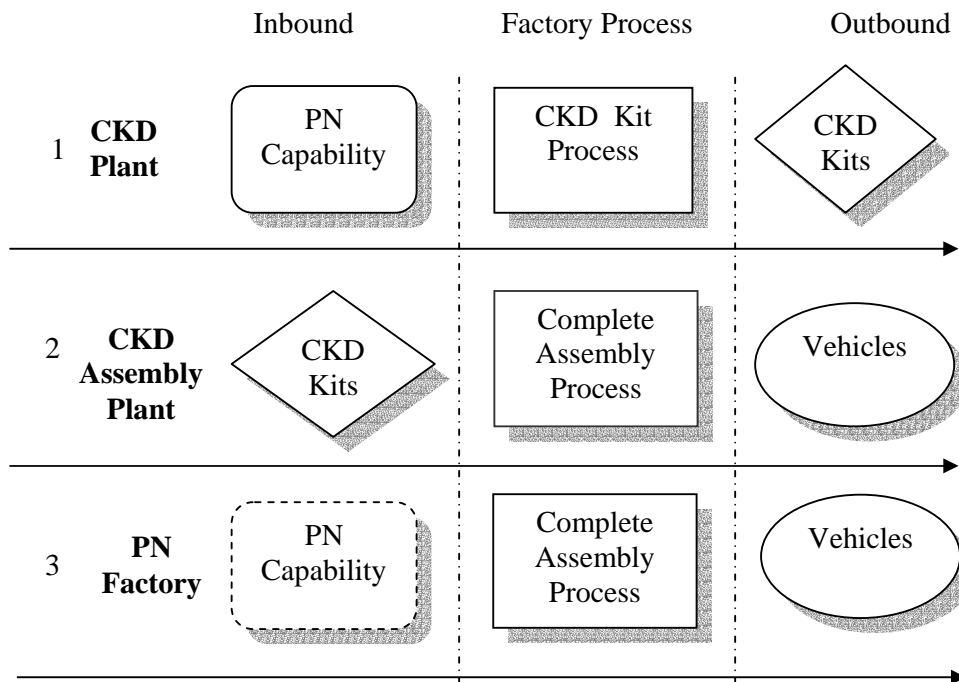 Inbound
Factory Process
Outbound
1
CKD
Plant
PN
Capability
CKD Kit
Process
CKD
Kits
2
CKD
Assembly
Plant
CKD
Kits
Complete
Assembly
Process
Vehicles
3
PN
Factory
PN
Capability
Complete
Assembly
Process
Vehicles